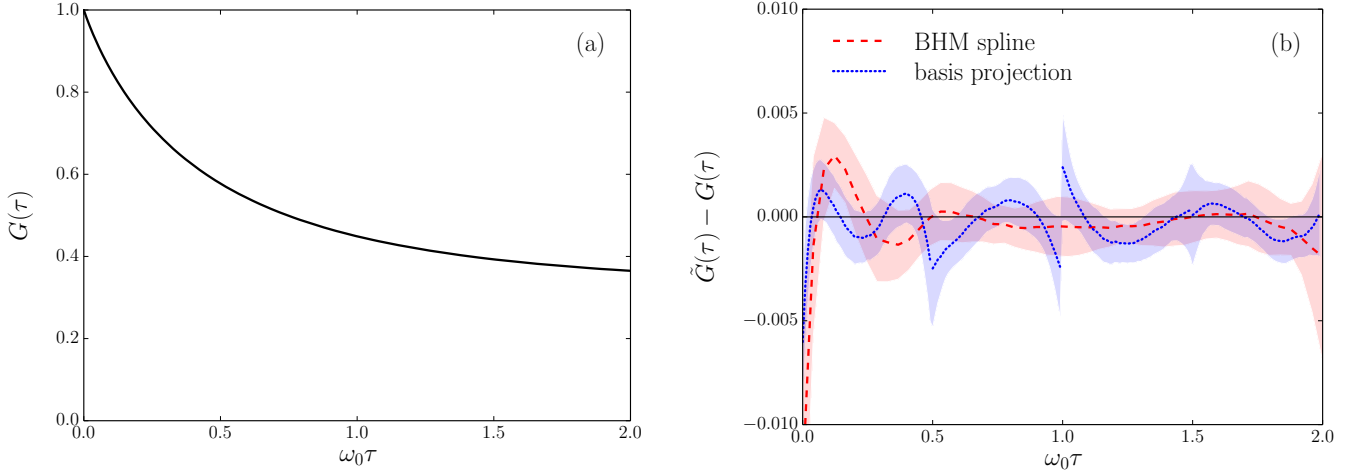 1.0
0.8
0.6
0.4
0.2
0.0
G(τ)
(a)
0.0 0.5 1.0 1.5 2.0
ω₀τ
0.010
0.005
0.000
−0.005
−0.010
G̃(τ) − G(τ)
BHM spline
basis projection
(b)
0.0 0.5 1.0 1.5 2.0
ω₀τ